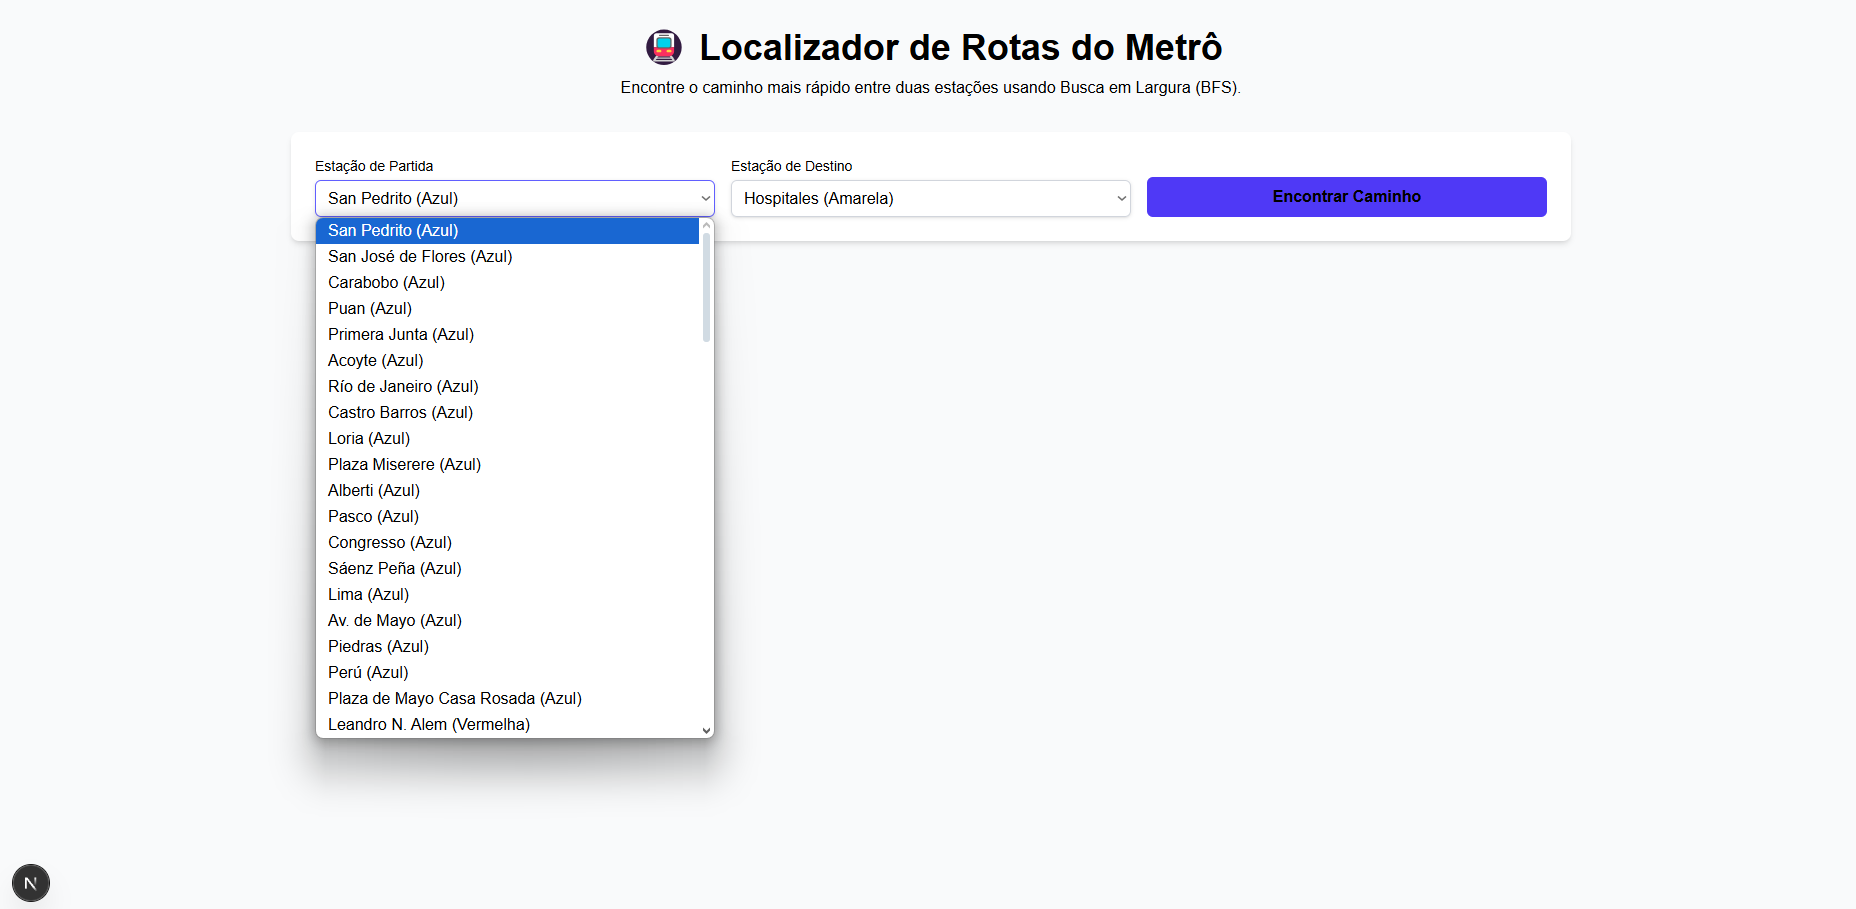 Localizador de Rotas do Metrô
Encontre o caminho mais rápido entre duas estações usando Busca em Largura (BFS).
Estação de Partida
San Pedrito (Azul)
Estação de Destino
Hospitales (Amarela)
Encontrar Caminho
San Pedrito (Azul)
San José de Flores (Azul)
Carabobo (Azul)
Puan (Azul)
Primera Junta (Azul)
Acoyte (Azul)
Río de Janeiro (Azul)
Castro Barros (Azul)
Loria (Azul)
Plaza Miserere (Azul)
Alberti (Azul)
Pasco (Azul)
Congresso (Azul)
Sáenz Peña (Azul)
Lima (Azul)
Av. de Mayo (Azul)
Piedras (Azul)
Perú (Azul)
Plaza de Mayo Casa Rosada (Azul)
Leandro N. Alem (Vermelha)
N